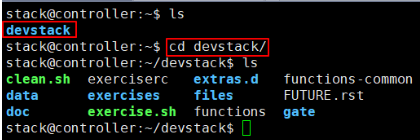 stack@controller:~$ ls
devstack
stack@controller:~$ cd devstack/
stack@controller:~/devstack$ ls
clean.sh exerciserc extras.d functions-common
data exercises files FUTURE.rst
doc exercise.sh functions gate
stack@controller:~/devstack$